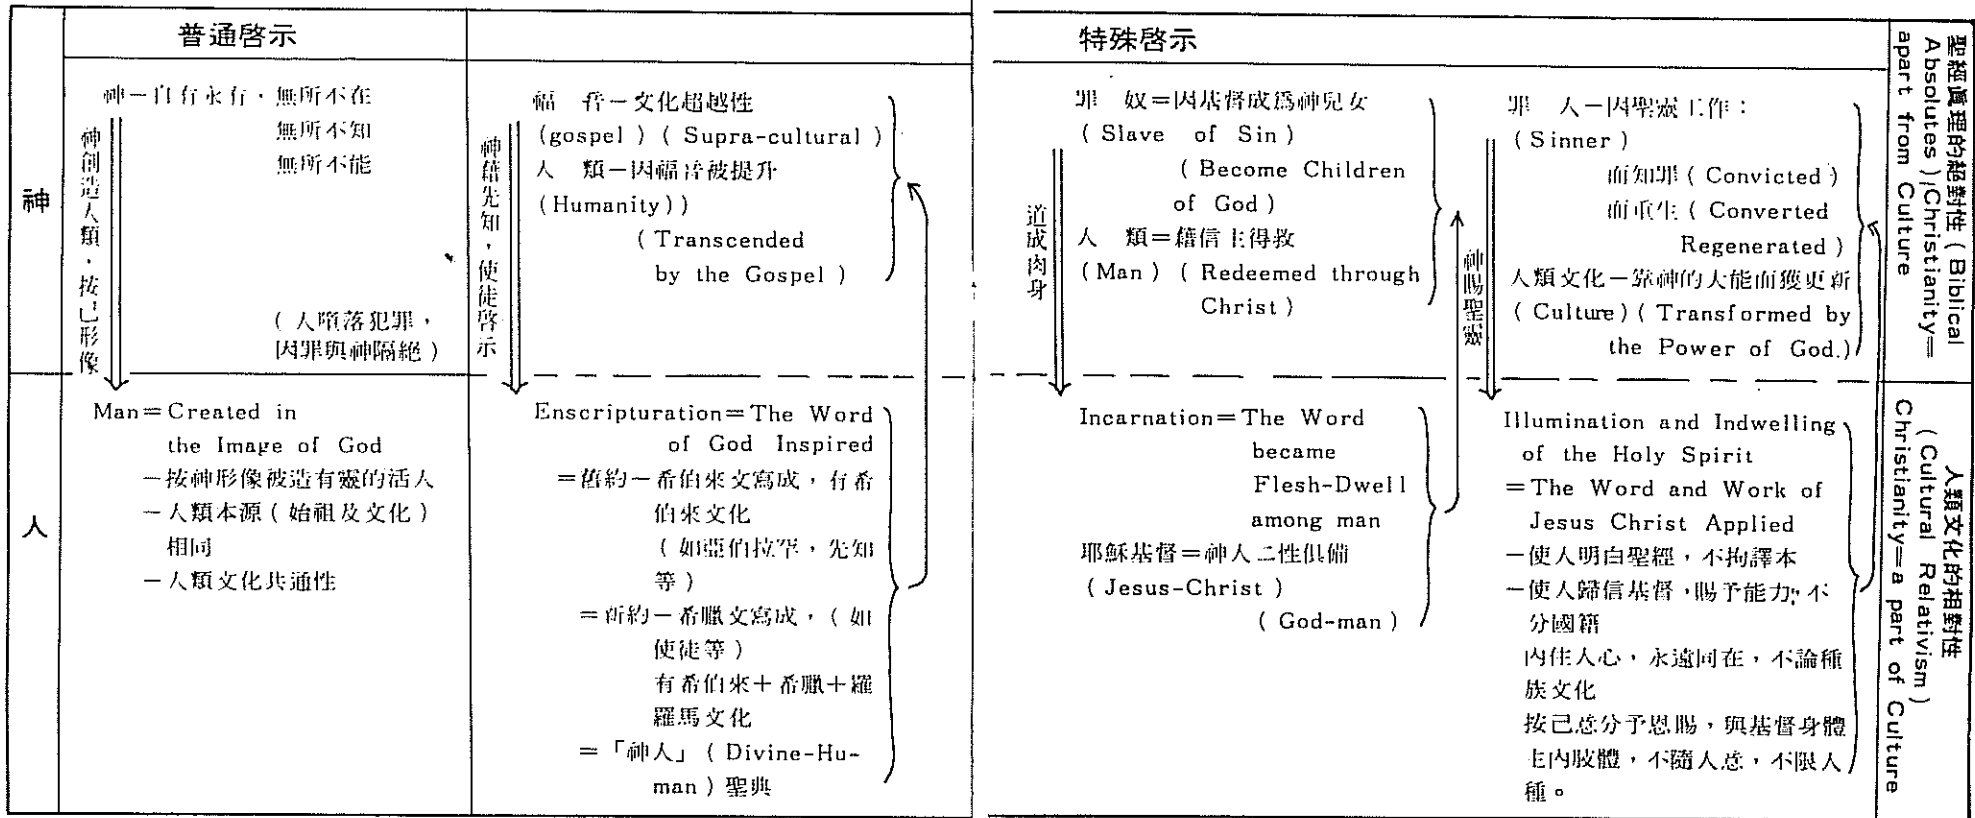 普通啓示
特殊啓示
神
人
神－自有永有，無所不在
無所不知
無所不能
神創造人類，按己形像
（人墮落犯罪，
因罪與神隔絕）
Man＝Created in
the Image of God
－按神形像被造有靈的活人
－人類本源（始祖及文化）
相同
－人類文化共通性
神藉先知，使徒啓示
福　音－文化超越性
(gospel) ( Supra-cultural )
人　類－因福音被提升
(Humanity))
( Transcended
by the Gospel )
Enscripturation＝The Word
of God Inspired
＝舊約－希伯來文寫成，有希
伯來文化
（如亞伯拉罕，先知
等）
＝新約－希臘文寫成，（如
使徒等）
有希伯來＋希臘＋羅
羅馬文化
＝「神人」( Divine-Hu-
man ) 聖典
道成肉身
罪　奴＝因基督成爲神兒女
( Slave of Sin )
( Become Children
of God )
人　類＝藉信主得救
( Man ) ( Redeemed through
Christ )
Incarnation＝The Word
became
Flesh-Dwell
among man
耶穌基督＝神人二性俱備
( Jesus-Christ )
( God-man )
神賜聖靈
罪　人－因聖靈工作：
( Sinner )
而知罪 ( Convicted )
而重生 ( Converted
Regenerated )
人類文化－靠神的大能而獲更新
( Culture) ( Transformed by
the Power of God.)
Illumination and Indwelling
of the Holy Spirit
＝The Word and Work of
Jesus Christ Applied
－使人明白聖經，不拘譯本
－使人歸信基督，賜予能力，不
分國籍
內住人心，永遠同在，不論種
族文化
按己意分予恩賜，與基督身體
主內肢體，不隨人意，不限人
種。
聖經眞理的絕對性 ( Biblical
Absolutes ) Christianity＝
apart from Culture
人類文化的相對性
( Cultural Relativism )
Christianity＝a part of Culture